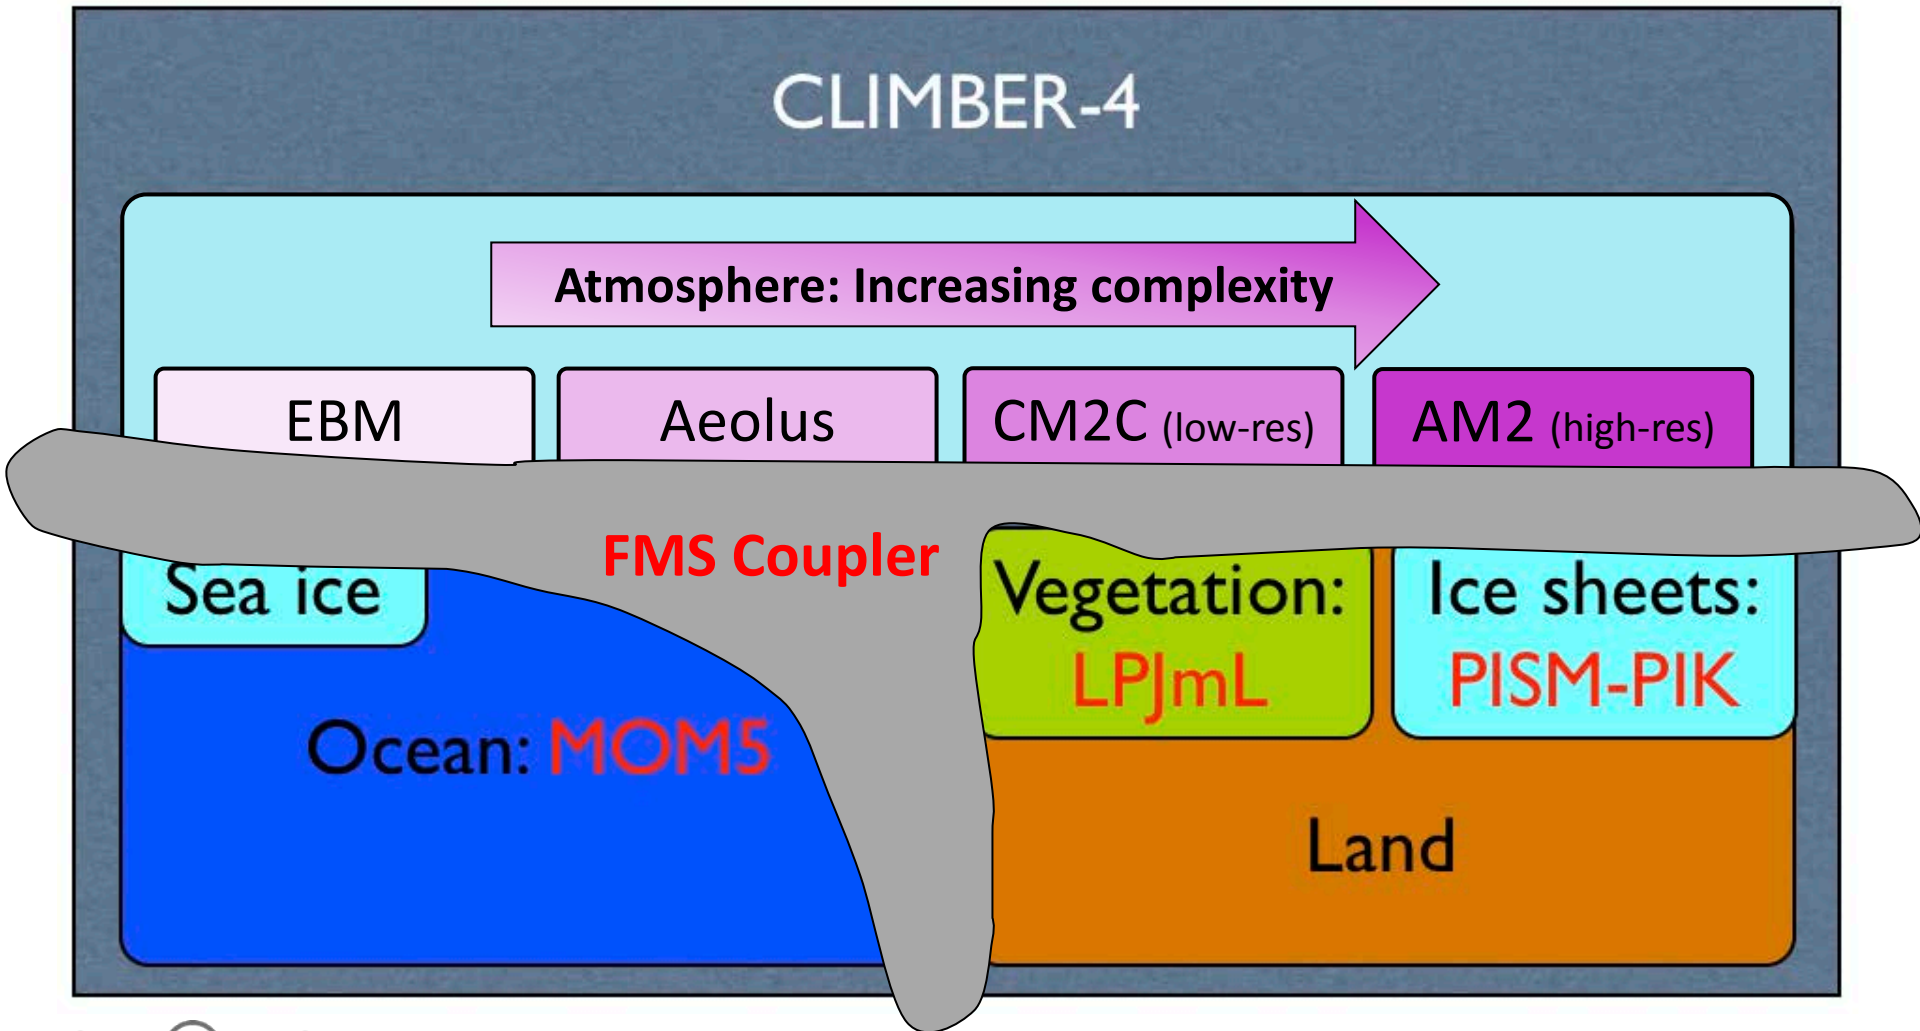 CLIMBER-4
Atmosphere: Increasing complexity
EBM
Aeolus
CM2C (low-res)
AM2 (high-res)
FMS Coupler
Sea ice
Ocean: MOM5
Vegetation:
LPJmL
Ice sheets:
PISM-PIK
Land